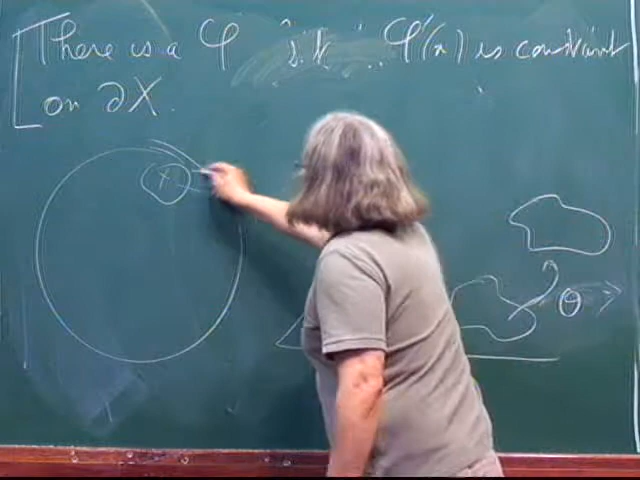 There is a φ s.t. φ'(x) is constant
on ∂X.
X
θ